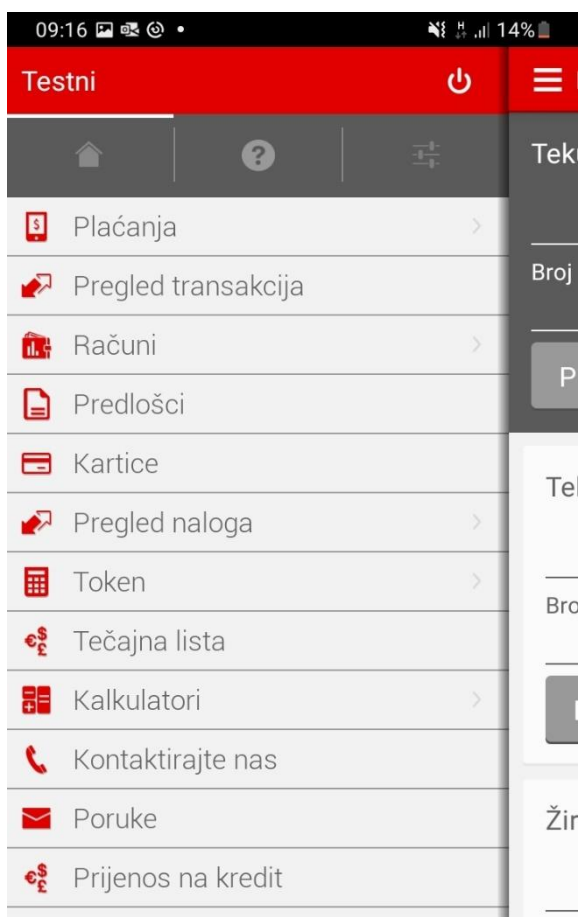 09:16 14%
Testni
Plaćanja
Pregled transakcija
Računi
Predlošci
Kartice
Pregled naloga
Token
Tečajna lista
Kalkulatori
Kontaktirajte nas
Poruke
Prijenos na kredit
Broj